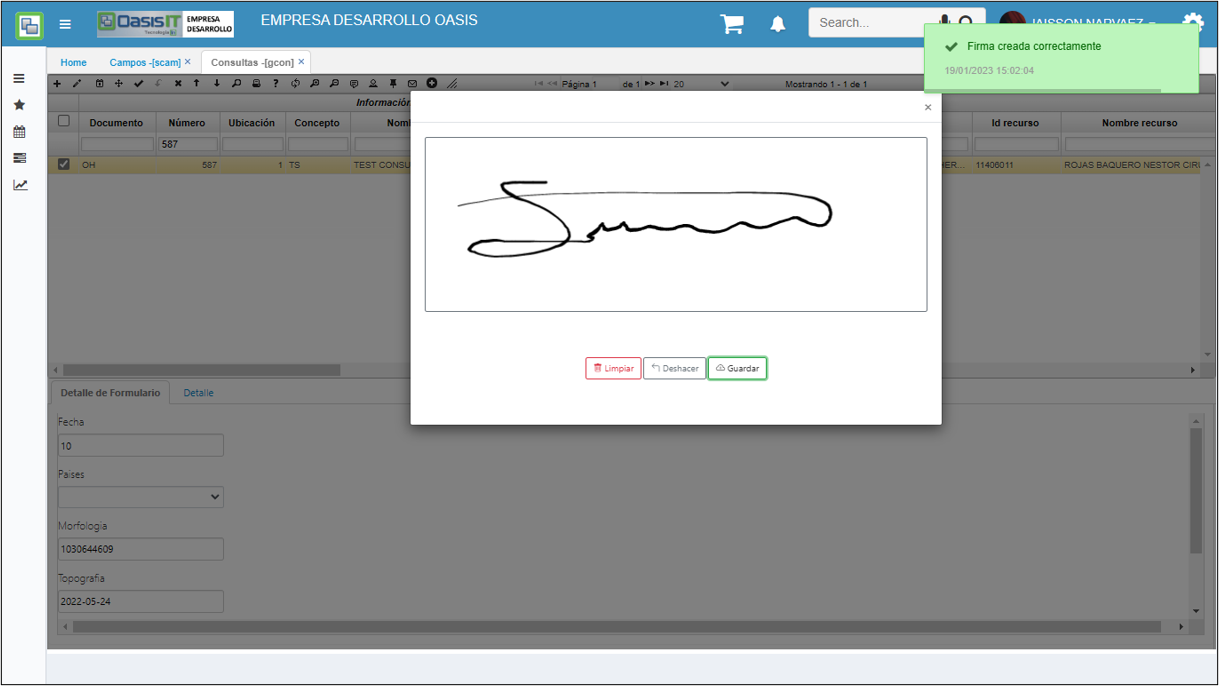 OasisIT
Tecnología
EMPRESA
DESARROLLO
EMPRESA DESARROLLO OASIS
Search...
JAISSON NARVAEZ
Firma creada correctamente
19/01/2023 15:02:04
Home
Campos -[scam] ×
Consultas -[gcon] ×
Página 1 de 1 20
Mostrando 1 - 1 de 1
Información
Documento Número Ubicación Concepto Nom Id recurso Nombre recurso
587
OH 587 1 TS TEST CONSU HER... 11406011 ROJAS BAQUERO NESTOR CIRI
×
Limpiar Deshacer Guardar
Detalle de Formulario Detalle
Fecha
10
Paises
Morfologia
1030644609
Topografia
2022-05-24